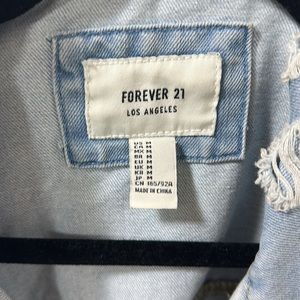 FOREVER 21
LOS ANGELES
US M
CA M
MX M
BR M
EU M
UK M
KR M
JP M
CN 165/92A
MADE IN CHINA